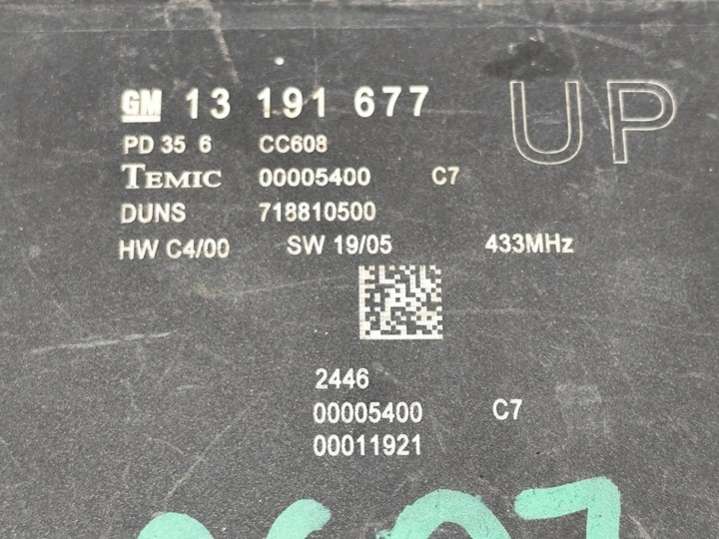 GM 13 191 677 UP
PD 35 6 CC608
TEMIC 00005400 C7
DUNS 718810500
HW C4/00 SW 19/05 433MHz
2446
00005400 C7
00011921